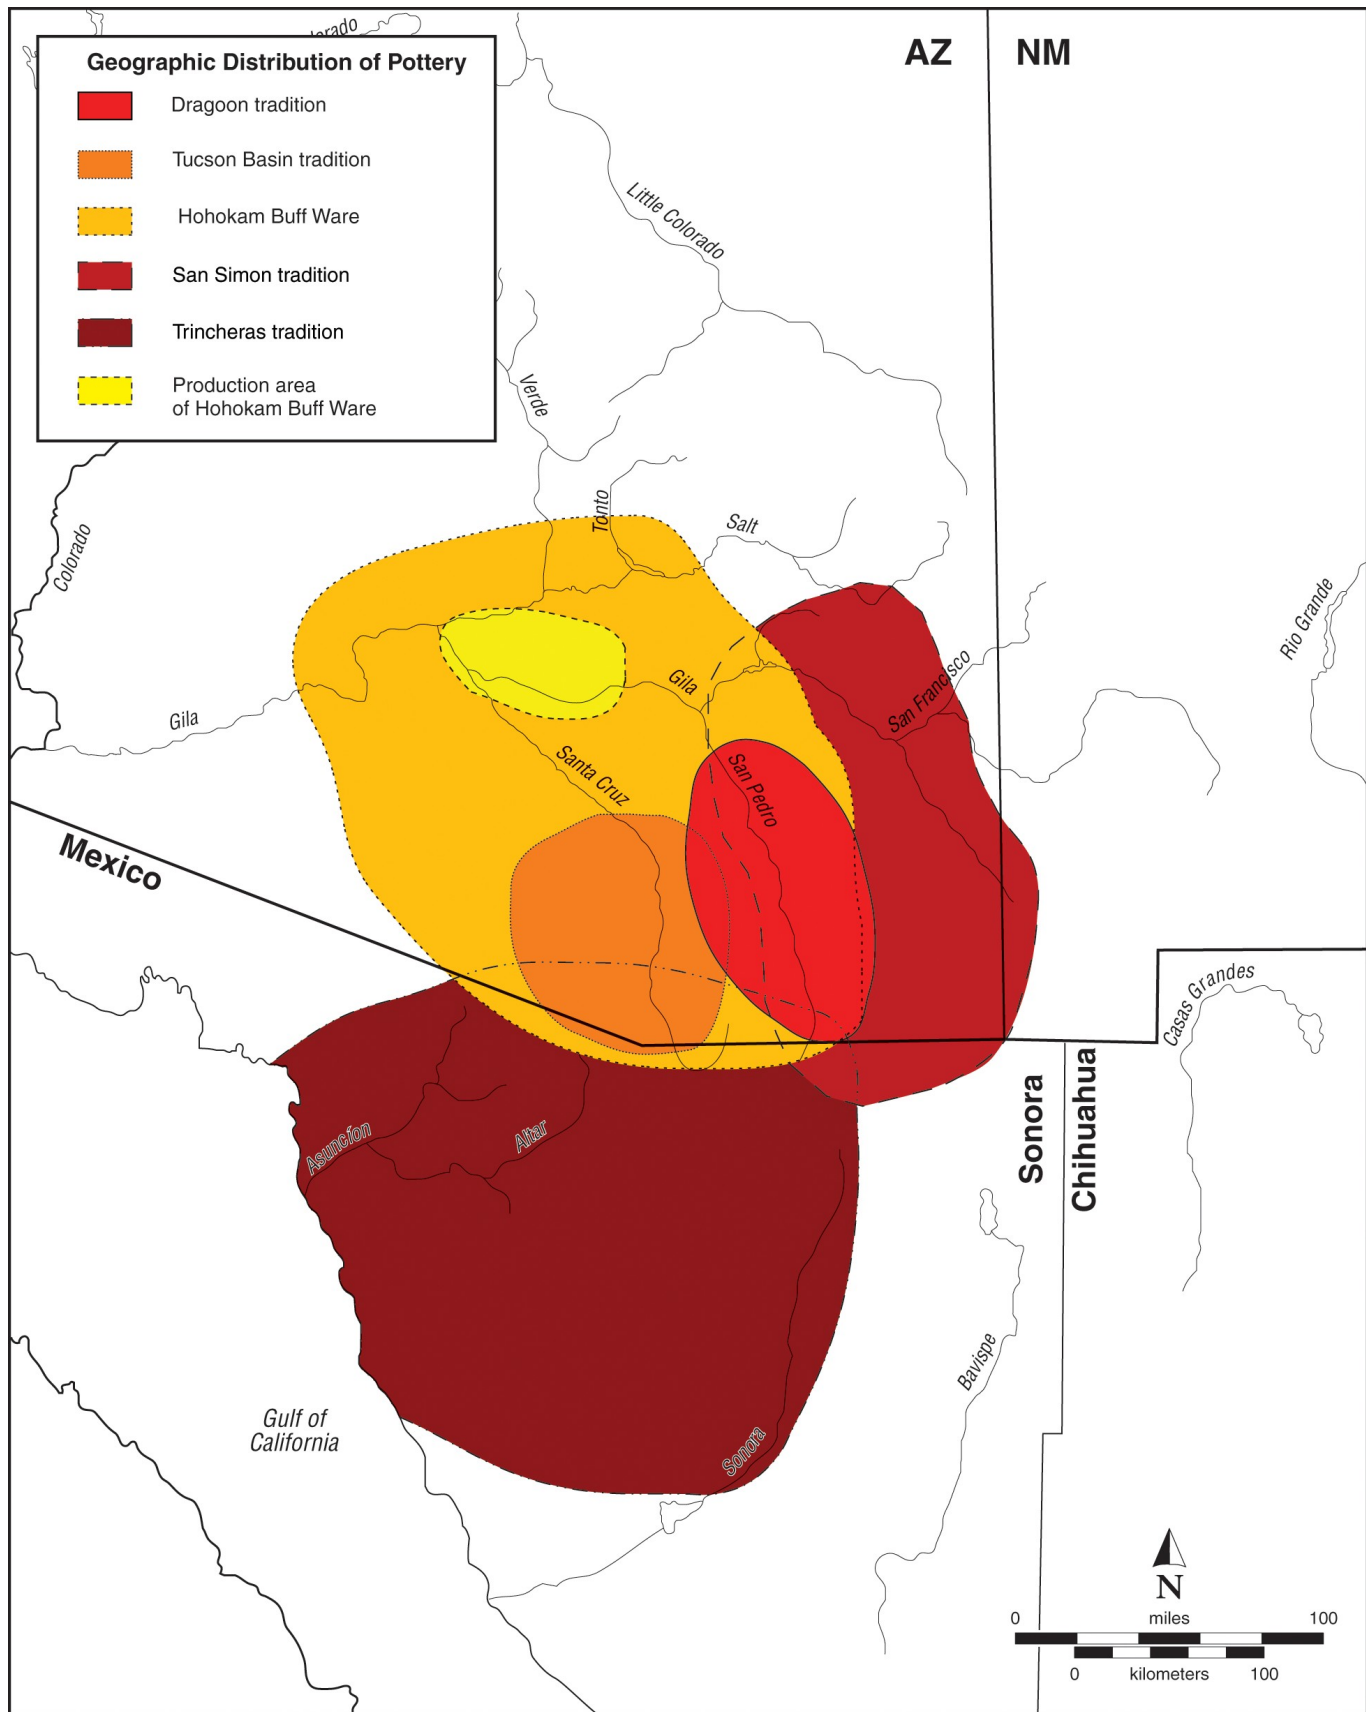 orado
Geographic Distribution of Pottery
Dragoon tradition
Tucson Basin tradition
Hohokam Buff Ware
San Simon tradition
Trincheras tradition
Production area
of Hohokam Buff Ware
AZ
NM
Little Colorado
Verde
Tonto
Salt
Colorado
Rio Grande
Gila
San Francisco
Gila
Santa Cruz
San Pedro
Mexico
Casas Grandes
Sonora
Chihuahua
Asuncíon
Altar
Bavispe
Gulf of
California
Sonora
N
0 miles 100
0 kilometers 100